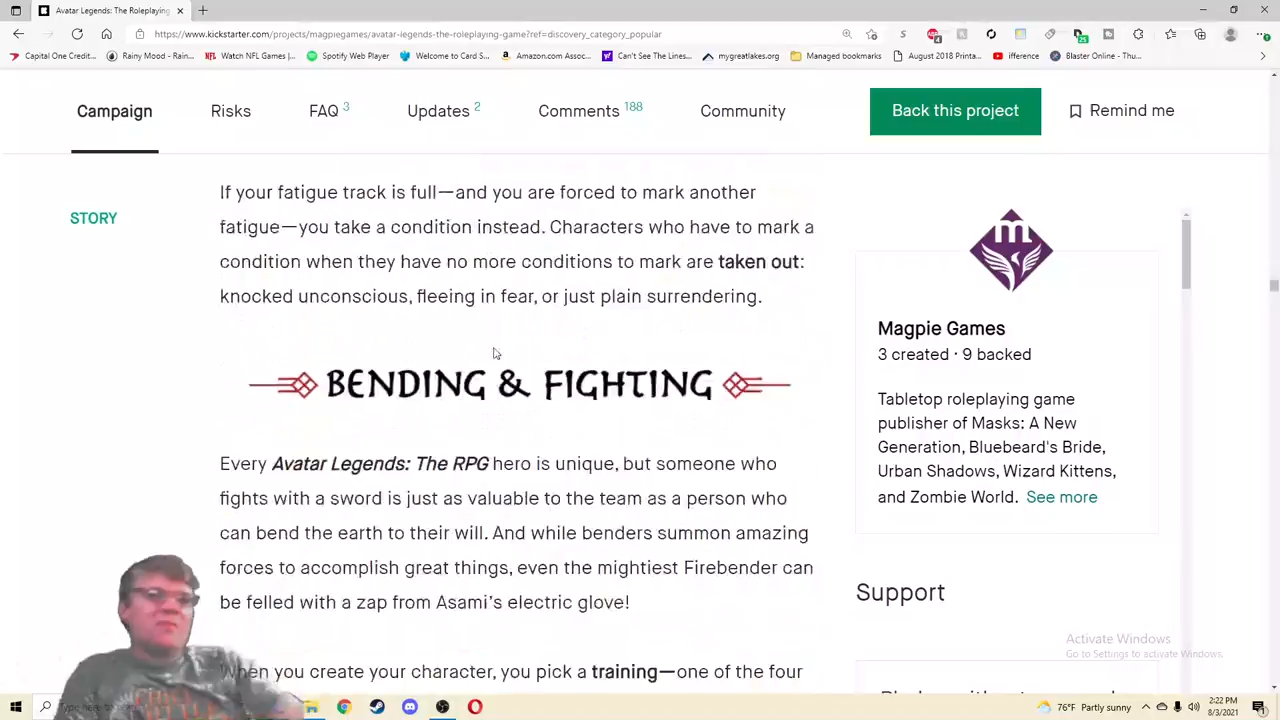 Avatar Legends: The Roleplaying
https://www.kickstarter.com/projects/magpiegames/avatar-legends-the-roleplaying-game?ref=discovery_category_popular
Capital One Credit...
Rainy Mood - Rain...
Watch NFL Games |...
Spotify Web Player
Welcome to Card S...
Amazon.com Assoc...
Can't See The Lines...
mygreatlakes.org
Managed bookmarks
August 2018 Printa...
ifference
Blaster Online - Thu...
Campaign
Risks
FAQ 3
Updates 2
Comments 188
Community
Back this project
Remind me
STORY
If your fatigue track is full—and you are forced to mark another
fatigue—you take a condition instead. Characters who have to mark a
condition when they have no more conditions to mark are taken out:
knocked unconscious, fleeing in fear, or just plain surrendering.
BENDING & FIGHTING
Every Avatar Legends: The RPG hero is unique, but someone who
fights with a sword is just as valuable to the team as a person who
can bend the earth to their will. And while benders summon amazing
forces to accomplish great things, even the mightiest Firebender can
be felled with a zap from Asami's electric glove!
When you create your character, you pick a training—one of the four
Magpie Games
3 created · 9 backed
Tabletop roleplaying game
publisher of Masks: A New
Generation, Bluebeard's Bride,
Urban Shadows, Wizard Kittens,
and Zombie World. See more
Support
Activate Windows
Go to Settings to activate Windows.
Type here to
76°F Partly sunny
2:22 PM
8/3/2021